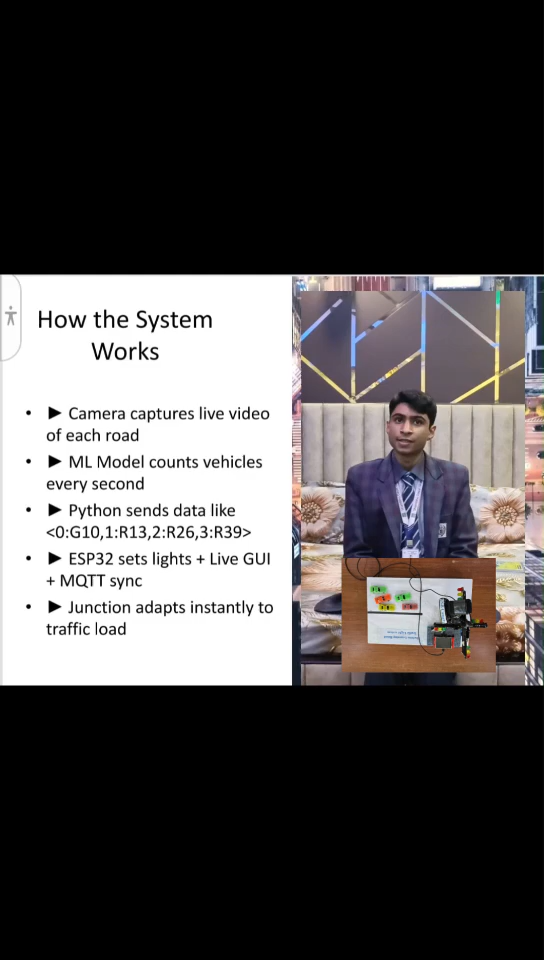 How the System
Works
• ► Camera captures live video
of each road
• ► ML Model counts vehicles
every second
• ► Python sends data like
<0:G10,1:R13,2:R26,3:R39>
• ► ESP32 sets lights + Live GUI
+ MQTT sync
• ► Junction adapts instantly to
traffic load